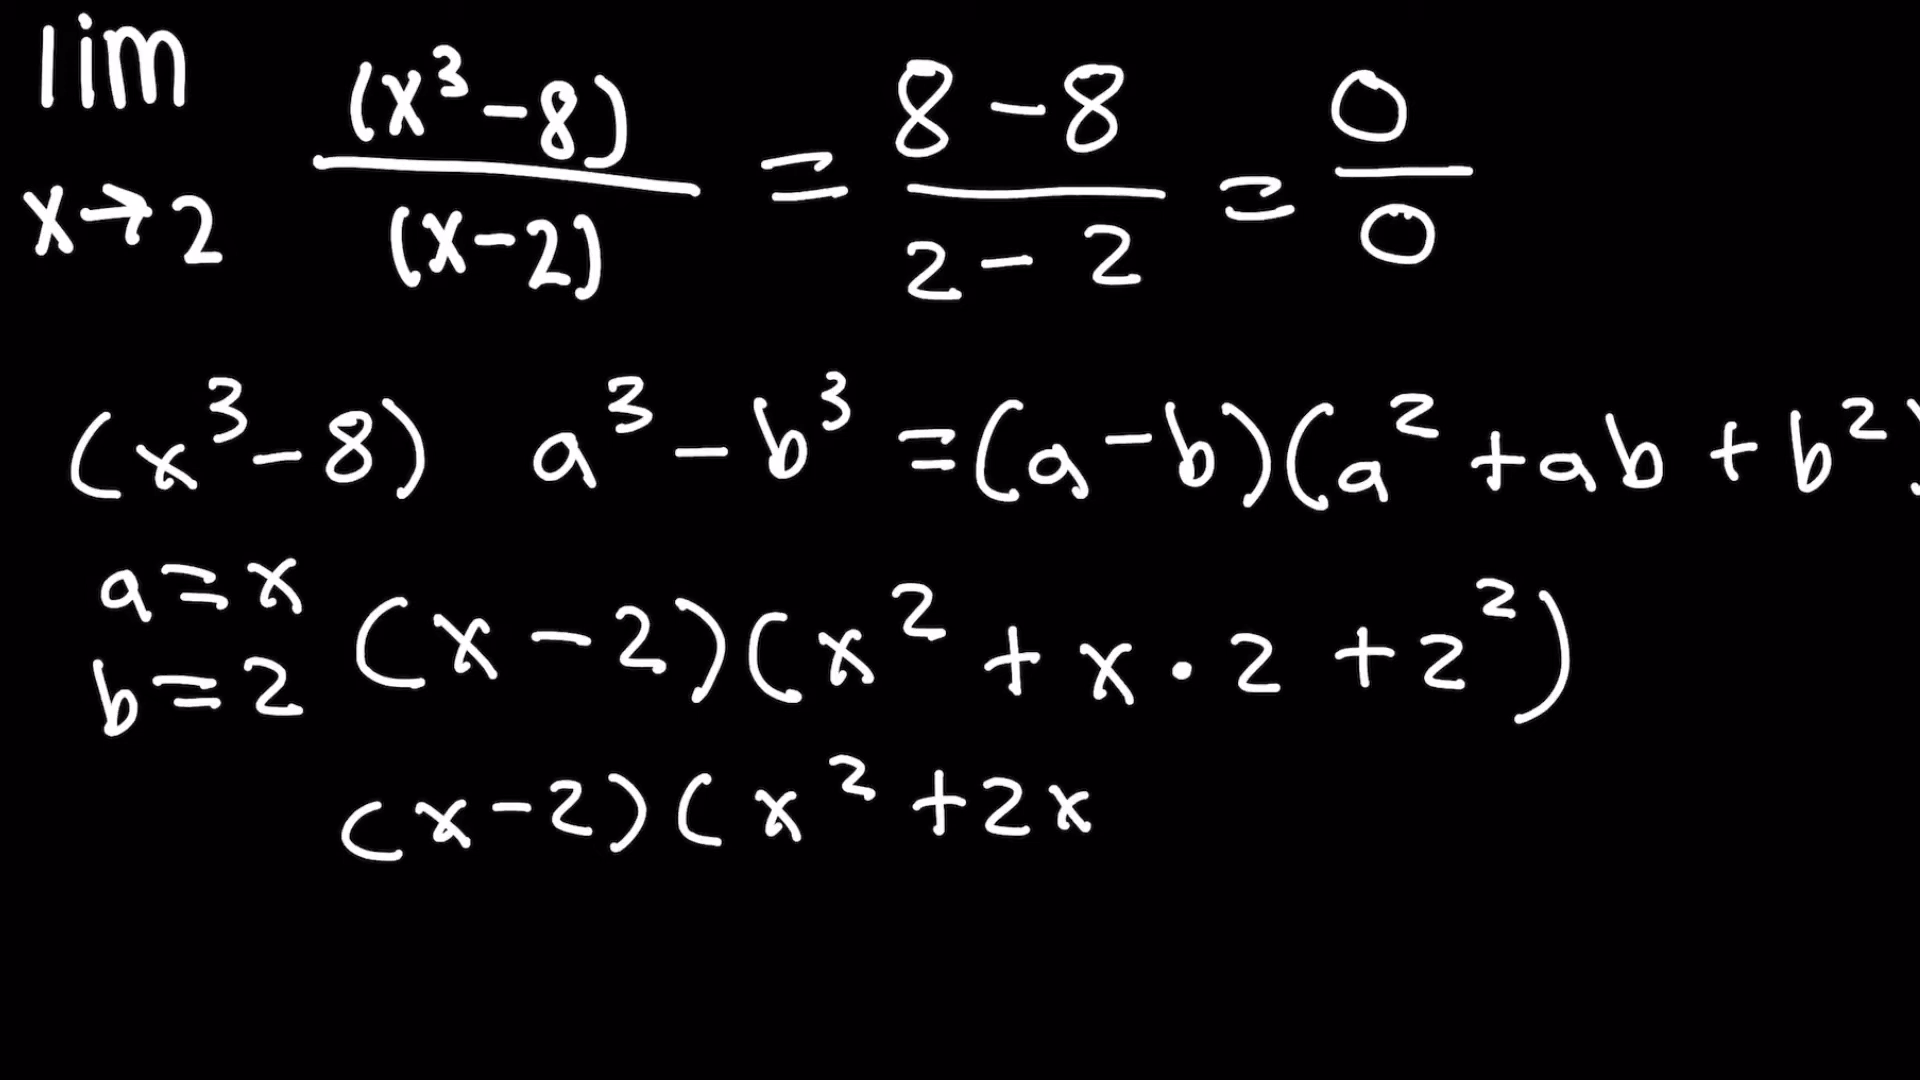 lim x→2 (x³-8)/(x-2) = 8-8/2-2 = 0/0
(x³-8) a³-b³=(a-b)(a²+ab+b²)
a=x
(x-2)(x²+x·2+2²)
b=2
(x-2)(x²+2x